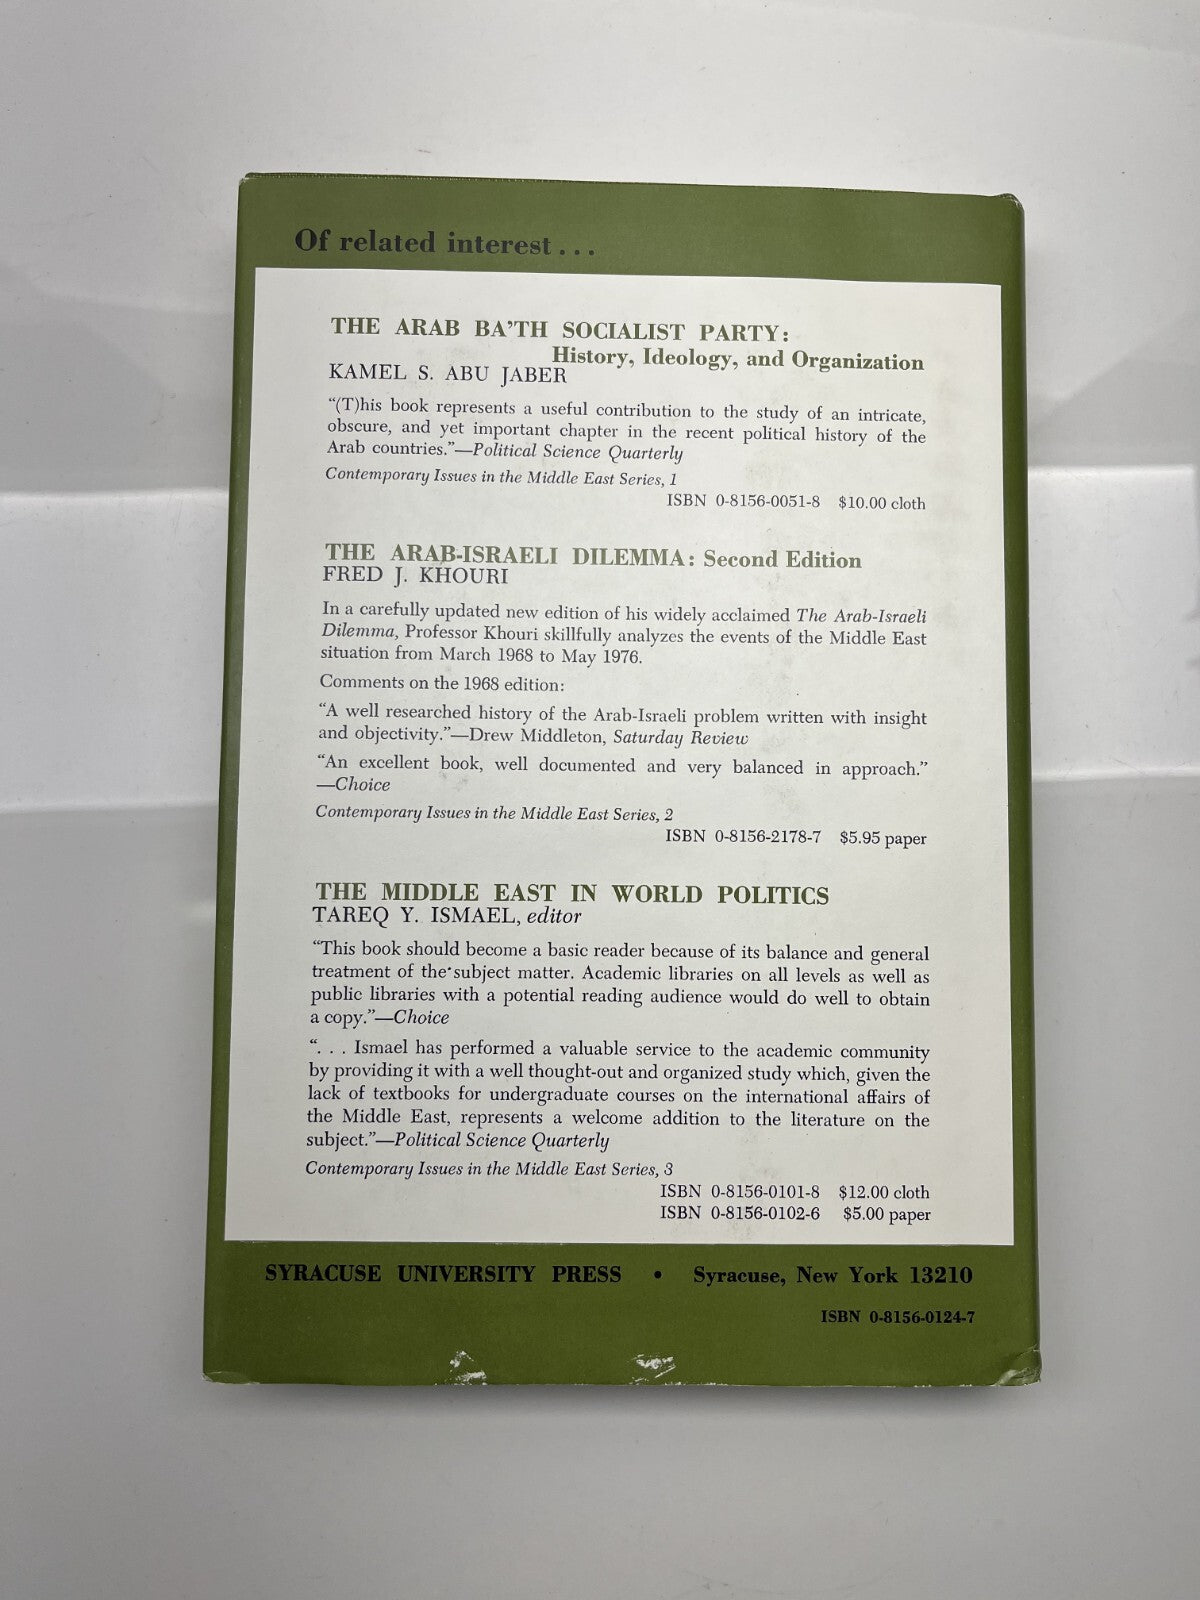 Of related interest . . .
THE ARAB BA’TH SOCIALIST PARTY:
History, Ideology, and Organization
KAMEL S. ABU JABER
“(T)his book represents a useful contribution to the study of an intricate,
obscure, and yet important chapter in the recent political history of the
Arab countries.”—Political Science Quarterly
Contemporary Issues in the Middle East Series, 1
ISBN 0-8156-0051-8 $10.00 cloth
THE ARAB-ISRAELI DILEMMA: Second Edition
FRED J. KHOURI
In a carefully updated new edition of his widely acclaimed The Arab-Israeli
Dilemma, Professor Khouri skillfully analyzes the events of the Middle East
situation from March 1968 to May 1976.
Comments on the 1968 edition:
“A well researched history of the Arab-Israeli problem written with insight
and objectivity.”—Drew Middleton, Saturday Review
“An excellent book, well documented and very balanced in approach.”
—Choice
Contemporary Issues in the Middle East Series, 2
ISBN 0-8156-2178-7 $5.95 paper
THE MIDDLE EAST IN WORLD POLITICS
TAREQ Y. ISMAEL, editor
“This book should become a basic reader because of its balance and general
treatment of the subject matter. Academic libraries on all levels as well as
public libraries with a potential reading audience would do well to obtain
a copy.”—Choice
“. . . Ismael has performed a valuable service to the academic community
by providing it with a well thought-out and organized study which, given the
lack of textbooks for undergraduate courses on the international affairs of
the Middle East, represents a welcome addition to the literature on the
subject.”—Political Science Quarterly
Contemporary Issues in the Middle East Series, 3
ISBN 0-8156-0101-8 $12.00 cloth
ISBN 0-8156-0102-6 $5.00 paper
SYRACUSE UNIVERSITY PRESS • Syracuse, New York 13210
ISBN 0-8156-0124-7